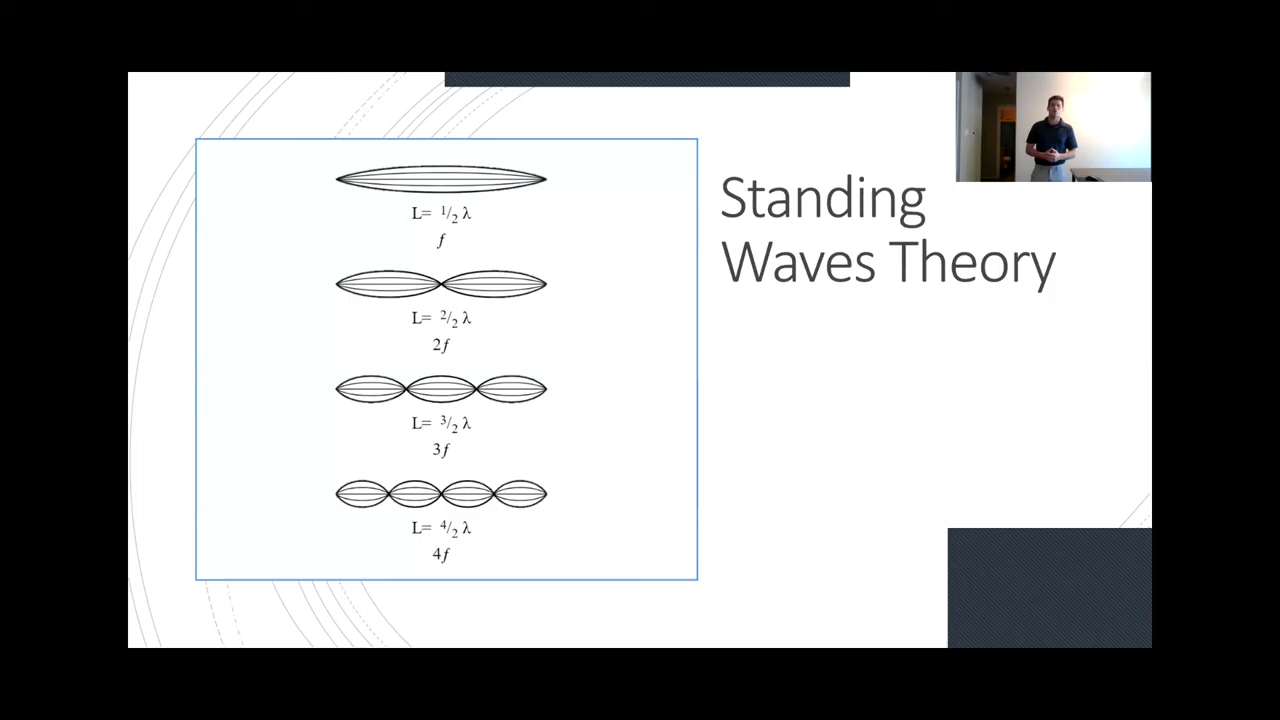 L= 1/2 λ
f
L= 2/2 λ
2f
L= 3/2 λ
3f
L= 4/2 λ
4f
Standing
Waves Theory